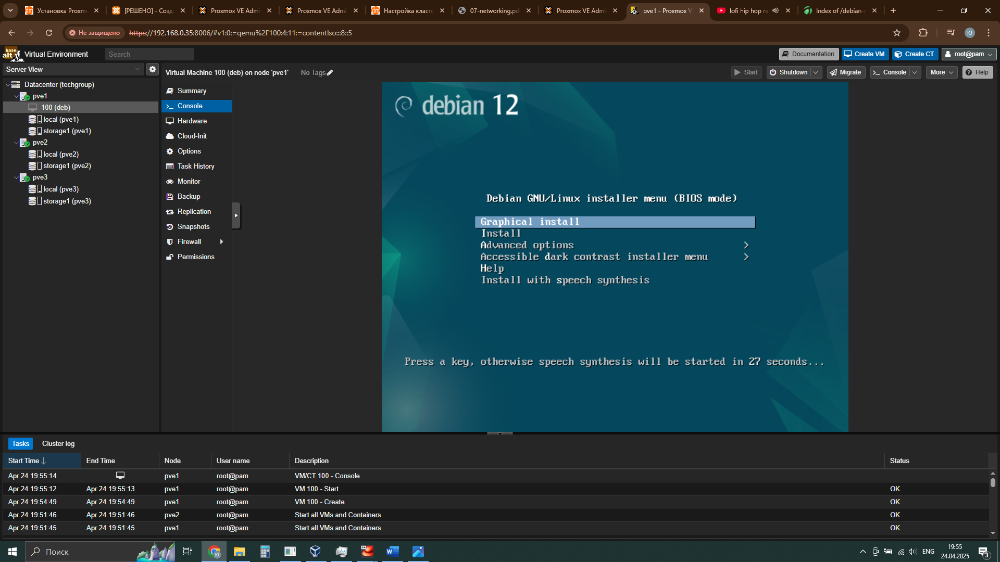 Установка Proxm
[РЕШЕНО] - Созд
Proxmox VE Admi
Proxmox VE Admi
Настройка класте
07-networking.pd
Proxmox VE Admi
pve1 - Proxmox V
lofi hip hop ra
Index of /debian-c
Не защищено
https://192.168.0.35:8006/#v1:0:=qemu%2F100:4:11:=contentIso:::8::5
Ю
base
alt
Virtual Environment
Search
Documentation
Create VM
Create CT
root@pam
Server View
Virtual Machine 100 (deb) on node 'pve1'
No Tags
Start
Shutdown
Migrate
Console
More
Help
Datacenter (techgroup)
pve1
100 (deb)
local (pve1)
storage1 (pve1)
pve2
local (pve2)
storage1 (pve2)
pve3
local (pve3)
storage1 (pve3)
Summary
Console
Hardware
Cloud-Init
Options
Task History
Monitor
Backup
Replication
Snapshots
Firewall
Permissions
debian 12
Debian GNU/Linux installer menu (BIOS mode)
Graphical install
Install
Advanced options
Accessible dark contrast installer menu
Help
Install with speech synthesis
Press a key, otherwise speech synthesis will be started in 27 seconds...
Tasks
Cluster log
Start Time End Time Node User name Description Status
Apr 24 19:55:14 pve1 root@pam VM/CT 100 - Console
Apr 24 19:55:12 Apr 24 19:55:13 pve1 root@pam VM 100 - Start OK
Apr 24 19:54:49 Apr 24 19:54:49 pve1 root@pam VM 100 - Create OK
Apr 24 19:51:46 Apr 24 19:51:46 pve2 root@pam Start all VMs and Containers OK
Apr 24 19:51:45 Apr 24 19:51:45 pve1 root@pam Start all VMs and Containers OK
Поиск
ENG
19:55
24.04.2025
3